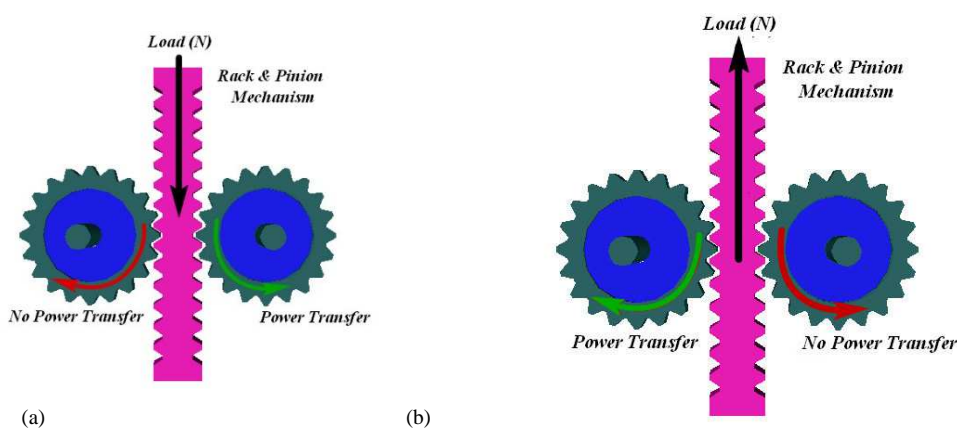 Load (N)
Rack & Pinion
Mechanism
No Power Transfer
Power Transfer
(a)
Load (N)
Rack & Pinion
Mechanism
Power Transfer
No Power Transfer
(b)